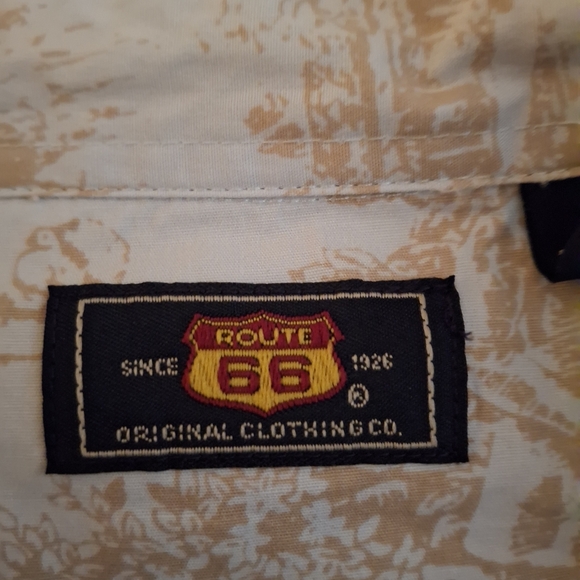 ROUTE
SINCE 66 1926
®
ORIGINAL CLOTHING CO.